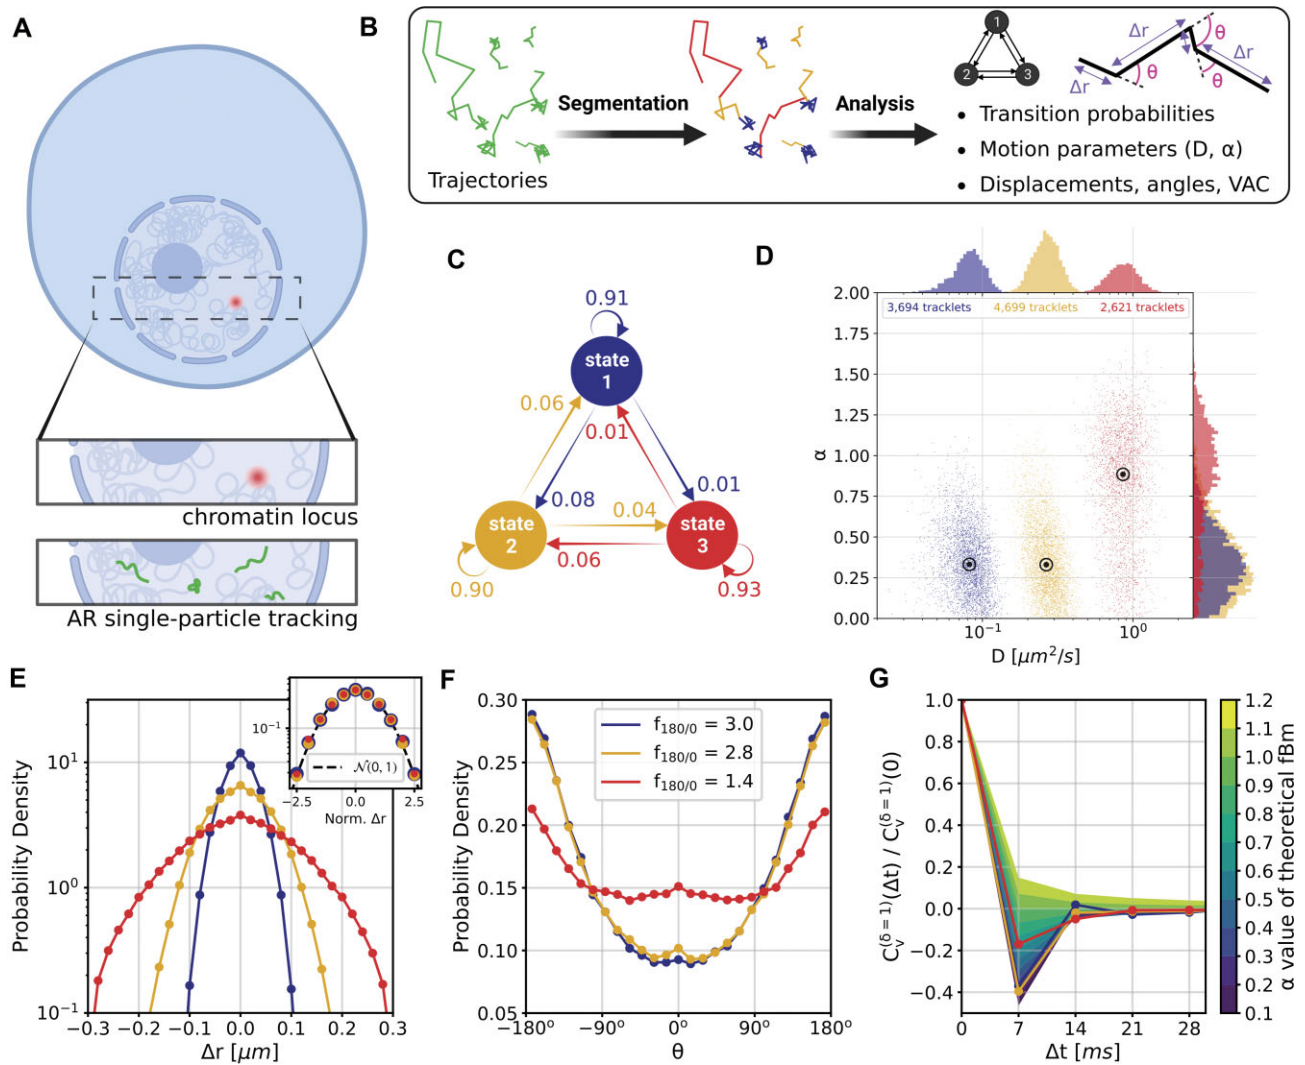 A
chromatin locus
AR single-particle tracking
B
Trajectories
Segmentation
Analysis
1
2
3
Δr
Δr
Δr
θ
θ
θ
• Transition probabilities
• Motion parameters (D, α)
• Displacements, angles, VAC
C
0.91
state
1
0.06
0.01
0.08
0.01
state
2
0.04
0.06
state
3
0.90
0.93
D
3,694 tracklets
4,699 tracklets
2,621 tracklets
2.00
1.75
1.50
1.25
1.00
0.75
0.50
0.25
0.00
α
10⁻¹
10⁰
D [μm²/s]
E
Probability Density
10¹
10⁰
10⁻¹
−0.3
−0.2
−0.1
0.0
0.1
0.2
0.3
Δr [μm]
10⁻¹
𝒩(0, 1)
−2.5
0.0
2.5
Norm. Δr
F
Probability Density
0.30
0.25
0.20
0.15
0.10
0.05
f180/0 = 3.0
f180/0 = 2.8
f180/0 = 1.4
−180°
−90°
0°
90°
180°
θ
G
Cᵥ^(δ=1)(Δt) / Cᵥ^(δ=1)(0)
1.0
0.8
0.6
0.4
0.2
0.0
−0.2
−0.4
0
7
14
21
28
Δt [ms]
1.2
1.1
1.0
0.9
0.8
0.7
0.6
0.5
0.4
0.3
0.2
0.1
α value of theoretical fBm